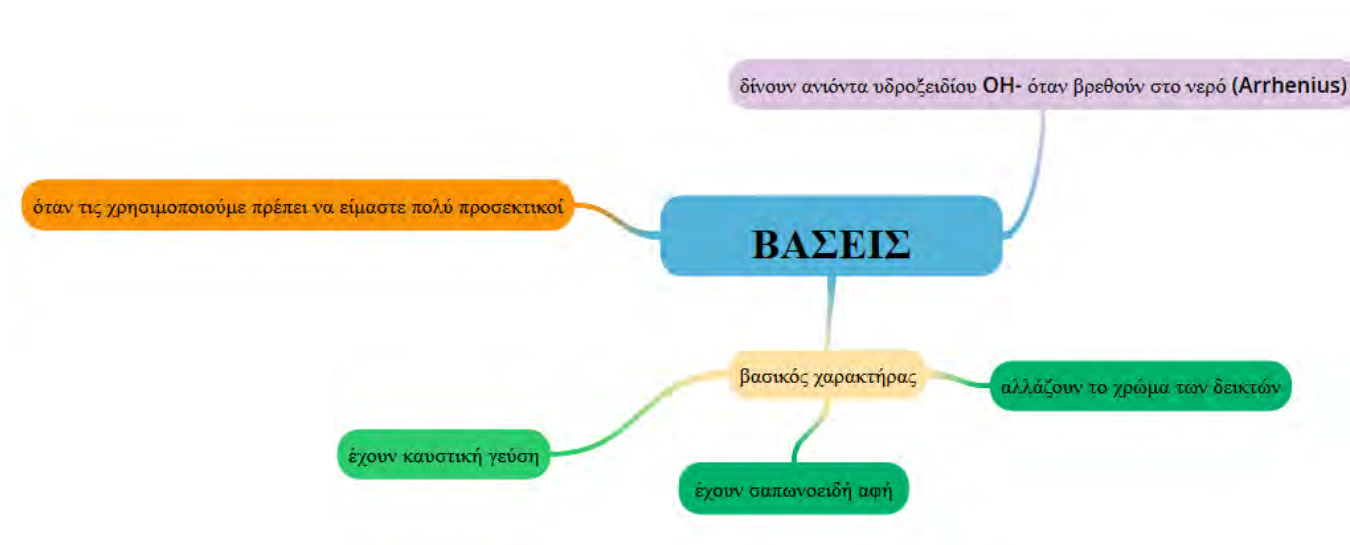 δίνουν ανιόντα υδροξειδίου OH- όταν βρεθούν στο νερό (Arrhenius)
όταν τις χρησιμοποιούμε πρέπει να είμαστε πολύ προσεκτικοί
ΒΑΣΕΙΣ
βασικός χαρακτήρας
αλλάζουν το χρώμα των δεικτών
έχουν καυστική γεύση
έχουν σαπωνοειδή αφή